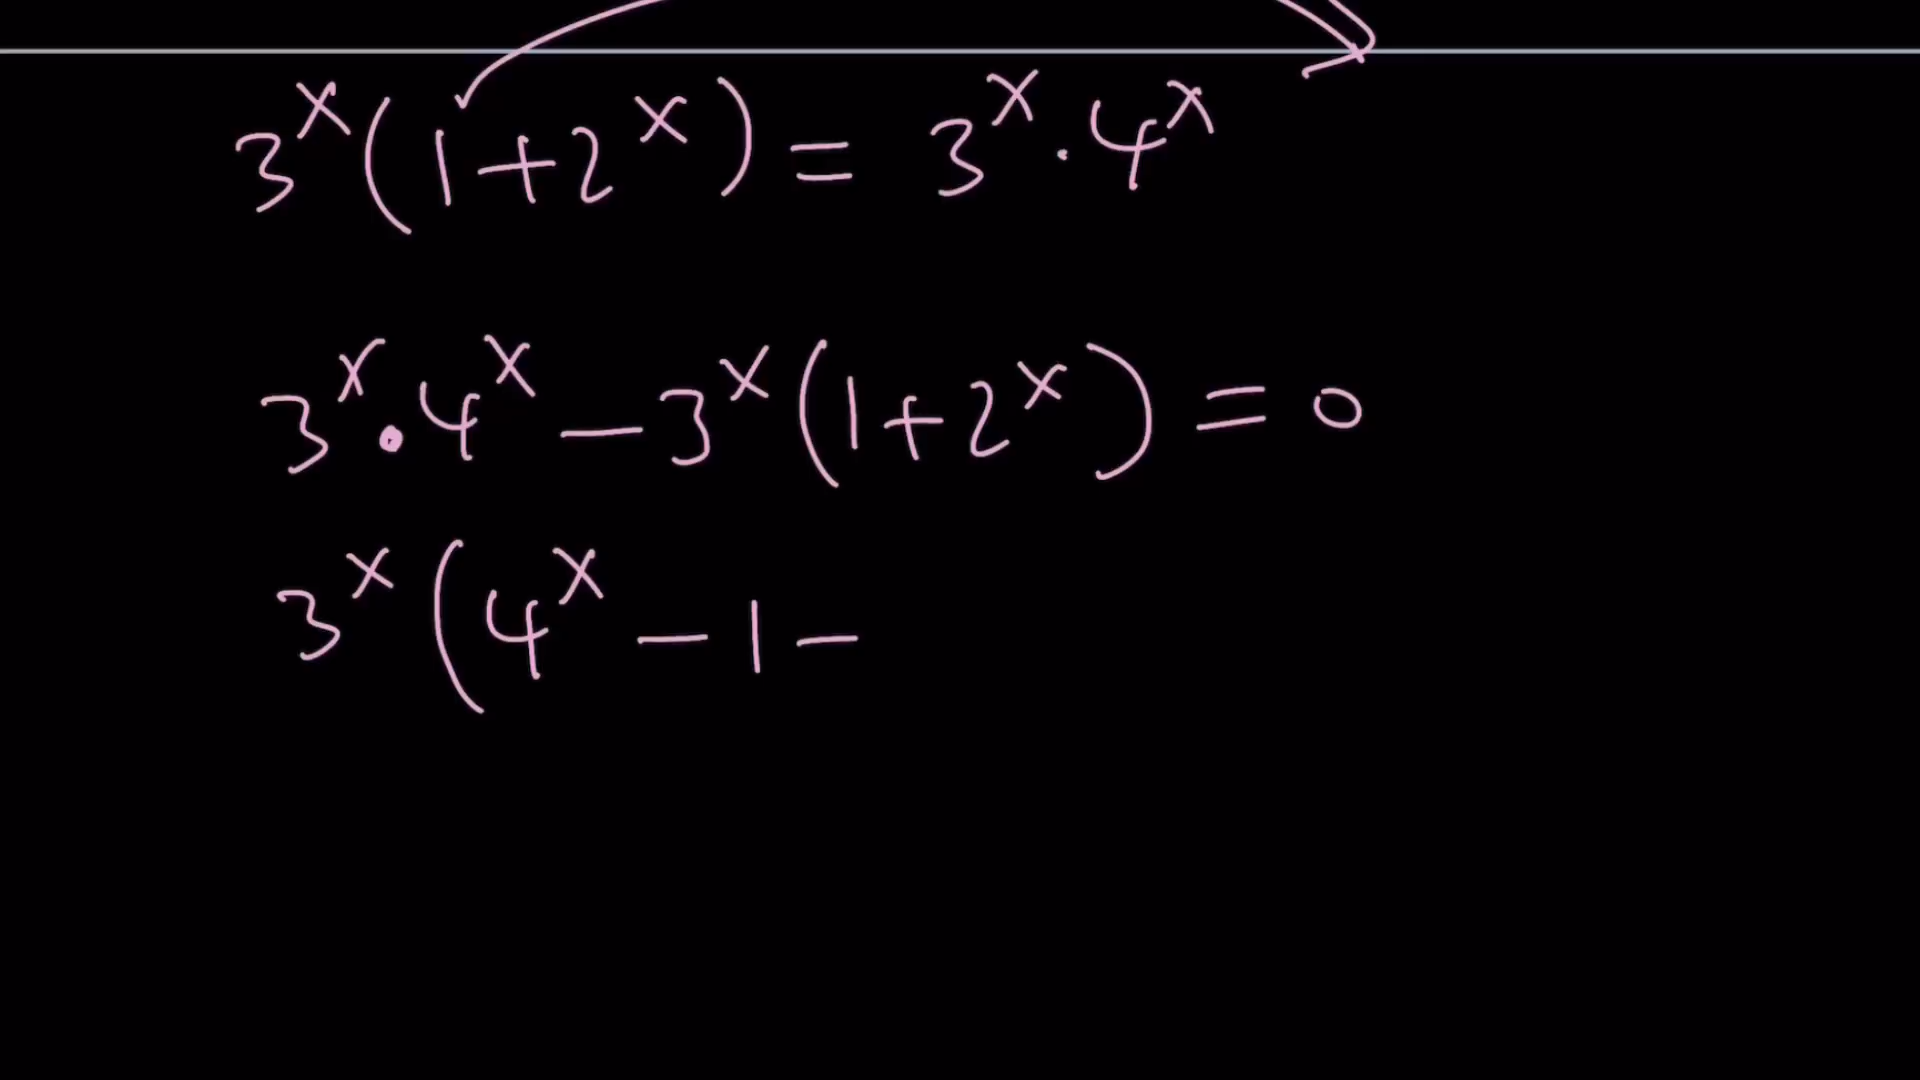 3^x (1 + 2^x) = 3^x · 4^x
3^x · 4^x − 3^x (1 + 2^x) = 0
3^x (4^x − 1 −